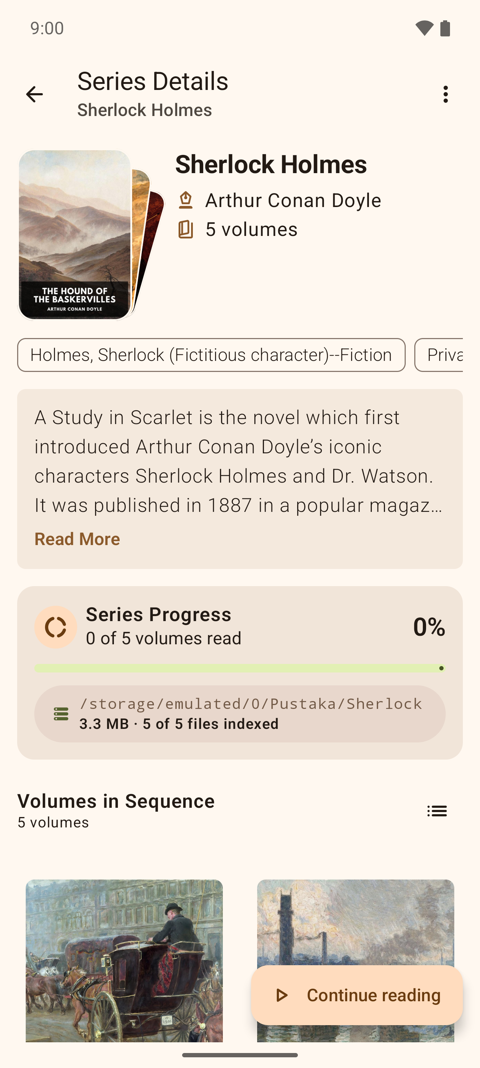 9:00
Series Details
Sherlock Holmes
Sherlock Holmes
Arthur Conan Doyle
5 volumes
THE HOUND OF
THE BASKERVILLES
ARTHUR CONAN DOYLE
Holmes, Sherlock (Fictitious character)--Fiction
Priva
A Study in Scarlet is the novel which first
introduced Arthur Conan Doyle’s iconic
characters Sherlock Holmes and Dr. Watson.
It was published in 1887 in a popular magaz…
Read More
Series Progress
0 of 5 volumes read
0%
/storage/emulated/0/Pustaka/Sherlock
3.3 MB · 5 of 5 files indexed
Volumes in Sequence
5 volumes
Continue reading